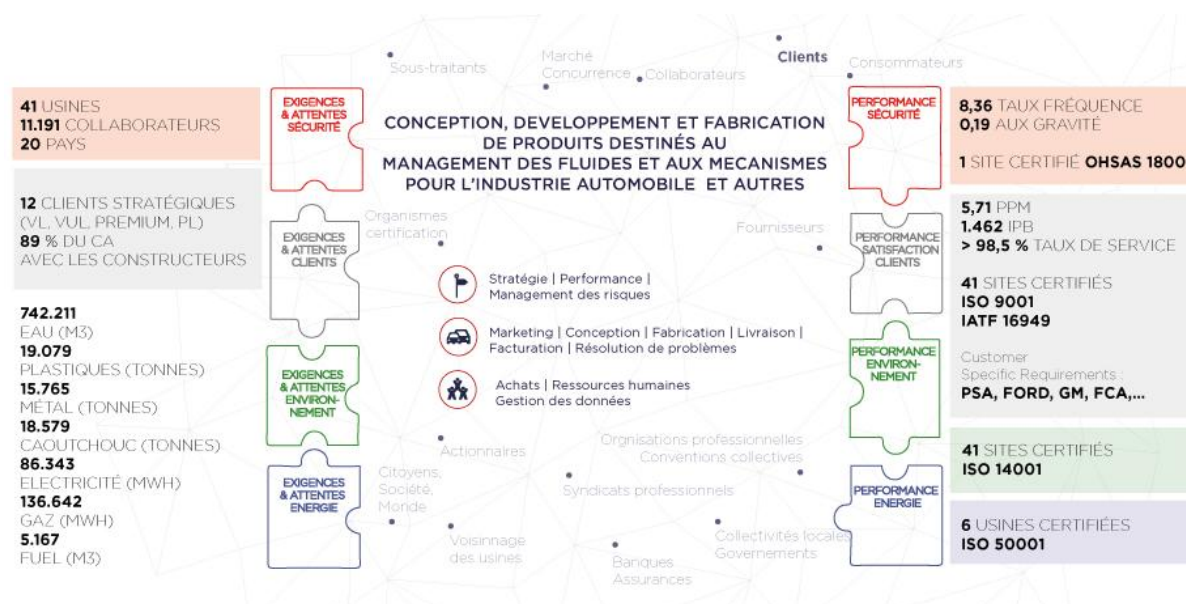 Sous-traitants
Marché
Concurrence
Collaborateurs
Clients
Consommateurs
41 USINES
11.191 COLLABORATEURS
20 PAYS
EXIGENCES
& ATTENTES
SÉCURITÉ
CONCEPTION, DEVELOPPEMENT ET FABRICATION
DE PRODUITS DESTINÉS AU
MANAGEMENT DES FLUIDES ET AUX MECANISMES
POUR L'INDUSTRIE AUTOMOBILE ET AUTRES
PERFORMANCE
SÉCURITÉ
8,36 TAUX FRÉQUENCE
0,19 AUX GRAVITÉ
1 SITE CERTIFIÉ OHSAS 1800
12 CLIENTS STRATÉGIQUES
(VL, VUL, PREMIUM, PL)
89 % DU CA
AVEC LES CONSTRUCTEURS
EXIGENCES
& ATTENTES
CLIENTS
Organismes
certification
Fournisseurs :
PERFORMANCE
SATISFACTION
CLIENTS
5,71 PPM
1.462 IPB
> 98,5 % TAUX DE SERVICE
41 SITES CERTIFIÉS
ISO 9001
IATF 16949
Customer
Specific Requirements :
PSA, FORD, GM, FCA,...
Stratégie | Performance |
Management des risques
Marketing | Conception | Fabrication | Livraison |
Facturation | Résolution de problèmes
Achats | Ressources humaines
Gestion des données
742.211
EAU (M3)
19.079
PLASTIQUES (TONNES)
15.765
MÉTAL (TONNES)
18.579
CAOUTCHOUC (TONNES)
86.343
ELECTRICITÉ (MWH)
136.642
GAZ (MWH)
5.167
FUEL (M3)
EXIGENCES
& ATTENTES
ENVIRON-
NEMENT
PERFORMANCE
ENVIRON-
NEMENT
41 SITES CERTIFIÉS
ISO 14001
EXIGENCES
& ATTENTES
ENERGIE
Actionnaires
Citoyens,
Société,
Monde
Orgnisations professionnelles
Conventions collectives
Syndicats professionnels
Voisinnage
des usines
Banques
Assurances
Collectivités locales
Governements
PERFORMANCE
ENERGIE
6 USINES CERTIFIÉES
ISO 50001